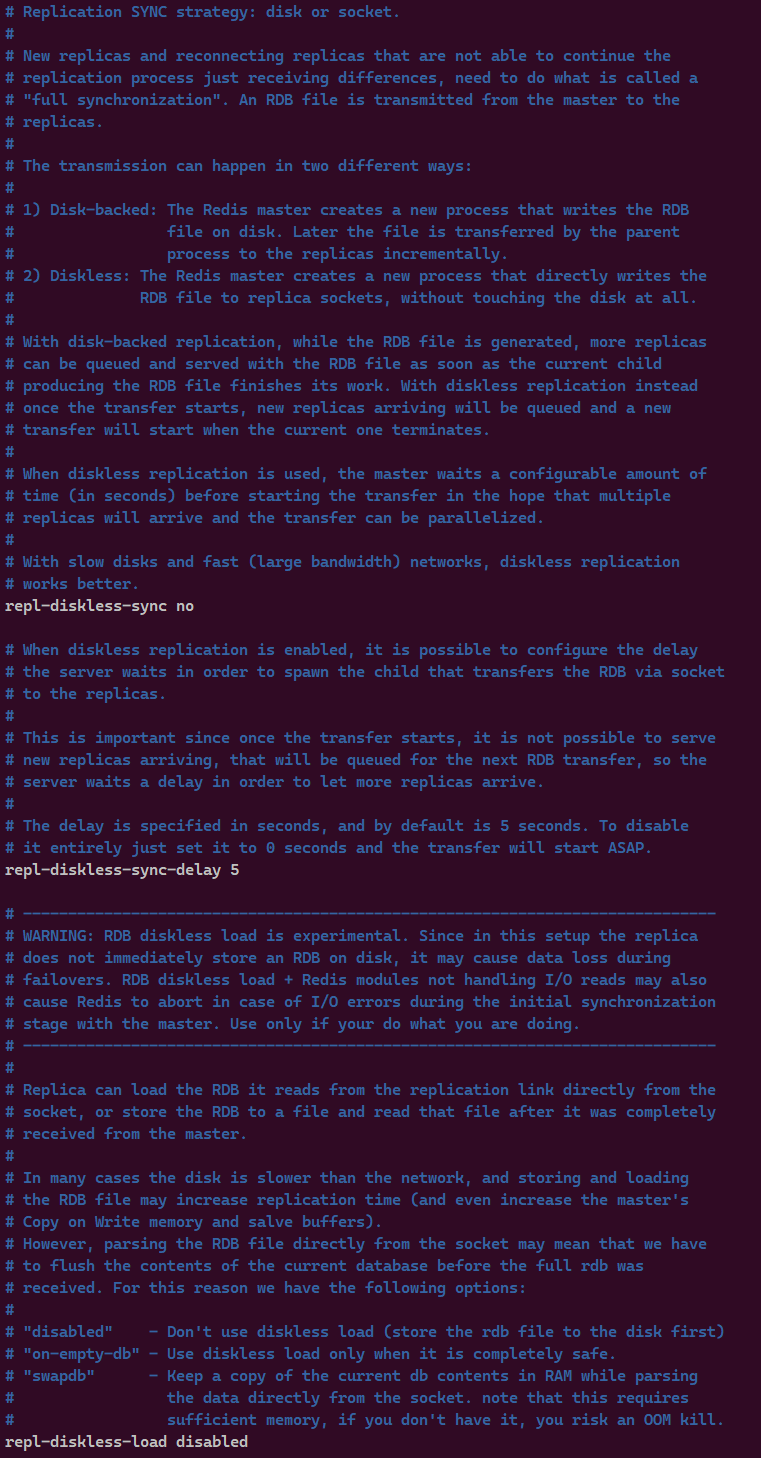 # Replication SYNC strategy: disk or socket.
#
# New replicas and reconnecting replicas that are not able to continue the
# replication process just receiving differences, need to do what is called a
# "full synchronization". An RDB file is transmitted from the master to the
# replicas.
#
# The transmission can happen in two different ways:
#
# 1) Disk-backed: The Redis master creates a new process that writes the RDB
#                 file on disk. Later the file is transferred by the parent
#                 process to the replicas incrementally.
# 2) Diskless: The Redis master creates a new process that directly writes the
#              RDB file to replica sockets, without touching the disk at all.
#
# With disk-backed replication, while the RDB file is generated, more replicas
# can be queued and served with the RDB file as soon as the current child
# producing the RDB file finishes its work. With diskless replication instead
# once the transfer starts, new replicas arriving will be queued and a new
# transfer will start when the current one terminates.
#
# When diskless replication is used, the master waits a configurable amount of
# time (in seconds) before starting the transfer in the hope that multiple
# replicas will arrive and the transfer can be parallelized.
#
# With slow disks and fast (large bandwidth) networks, diskless replication
# works better.
repl-diskless-sync no

# When diskless replication is enabled, it is possible to configure the delay
# the server waits in order to spawn the child that transfers the RDB via socket
# to the replicas.
#
# This is important since once the transfer starts, it is not possible to serve
# new replicas arriving, that will be queued for the next RDB transfer, so the
# server waits a delay in order to let more replicas arrive.
#
# The delay is specified in seconds, and by default is 5 seconds. To disable
# it entirely just set it to 0 seconds and the transfer will start ASAP.
repl-diskless-sync-delay 5

# -----------------------------------------------------------------------------
# WARNING: RDB diskless load is experimental. Since in this setup the replica
# does not immediately store an RDB on disk, it may cause data loss during
# failovers. RDB diskless load + Redis modules not handling I/O reads may also
# cause Redis to abort in case of I/O errors during the initial synchronization
# stage with the master. Use only if your do what you are doing.
# -----------------------------------------------------------------------------
#
# Replica can load the RDB it reads from the replication link directly from the
# socket, or store the RDB to a file and read that file after it was completely
# received from the master.
#
# In many cases the disk is slower than the network, and storing and loading
# the RDB file may increase replication time (and even increase the master's
# Copy on Write memory and salve buffers).
# However, parsing the RDB file directly from the socket may mean that we have
# to flush the contents of the current database before the full rdb was
# received. For this reason we have the following options:
#
# "disabled"    - Don't use diskless load (store the rdb file to the disk first)
# "on-empty-db" - Use diskless load only when it is completely safe.
# "swapdb"      - Keep a copy of the current db contents in RAM while parsing
#                 the data directly from the socket. note that this requires
#                 sufficient memory, if you don't have it, you risk an OOM kill.
repl-diskless-load disabled